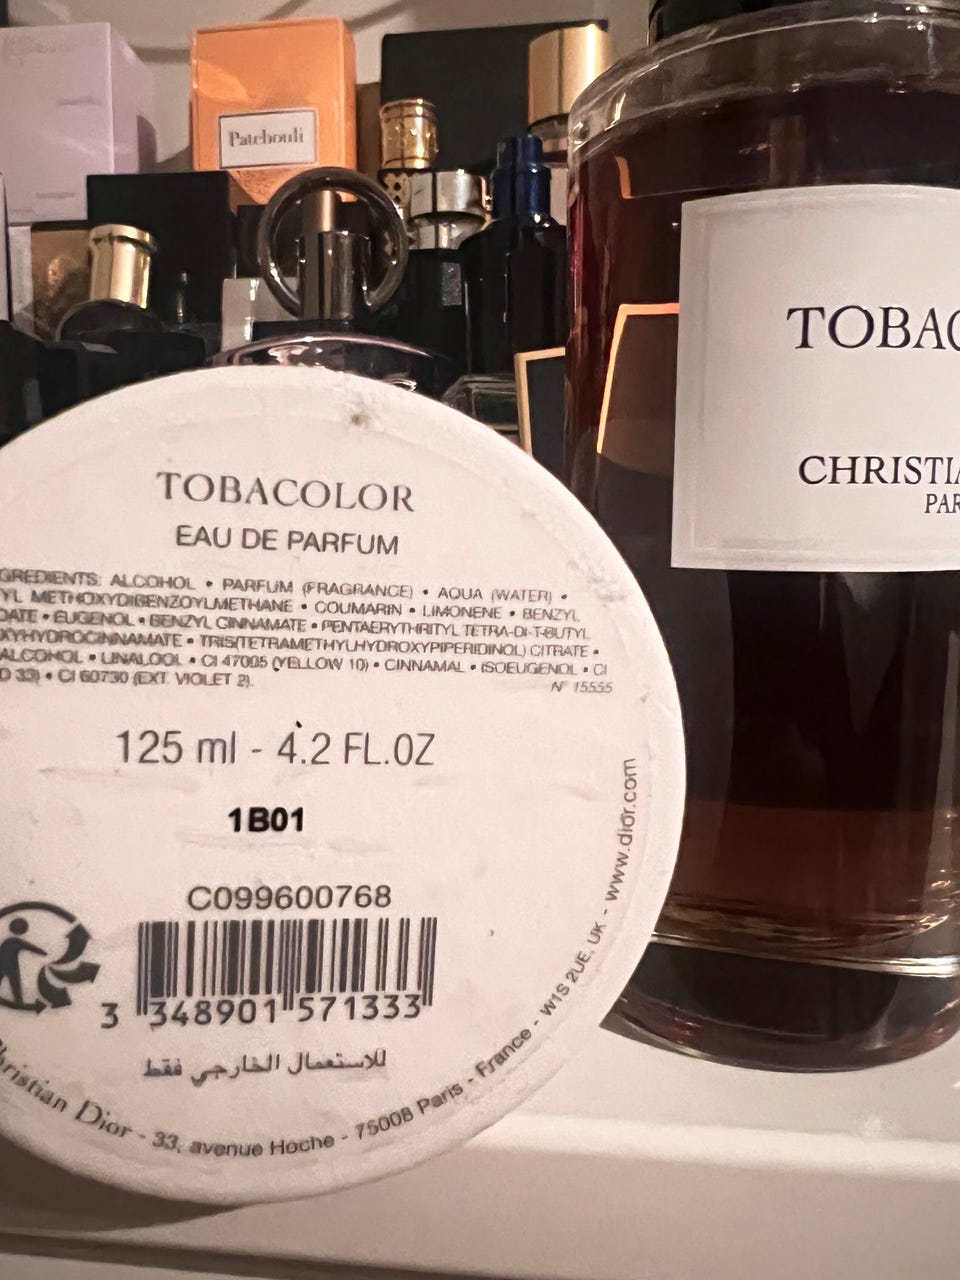 Patchouli
TOBAC
CHRISTIA
PAR
TOBACOLOR
EAU DE PARFUM
GREDIENTS: ALCOHOL • PARFUM (FRAGRANCE) • AQUA (WATER) •
YL METHOXYDIBENZOYLMETHANE • COUMARIN • LIMONENE • BENZYL
DATE • EUGENOL • BENZYL CINNAMATE • PENTAERYTHRITYL TETRA-DI-T-BUTYL
XYHYDROCINNAMATE • TRIS(TETRAMETHYLHYDROXYPIPERIDINOL) CITRATE •
ALCOHOL • LINALOOL • CI 47005 (YELLOW 10) • CINNAMAL • ISOEUGENOL • CI
D 33) • CI 60730 (EXT. VIOLET 2).
N° 15555
125 ml - 4.2 FL.OZ
1B01
C099600768
3 348901 571333
للاستعمال الخارجي فقط
Christian Dior - 33, avenue Hoche - 75008 Paris - France - W1S 2UE. UK - www.dior.com